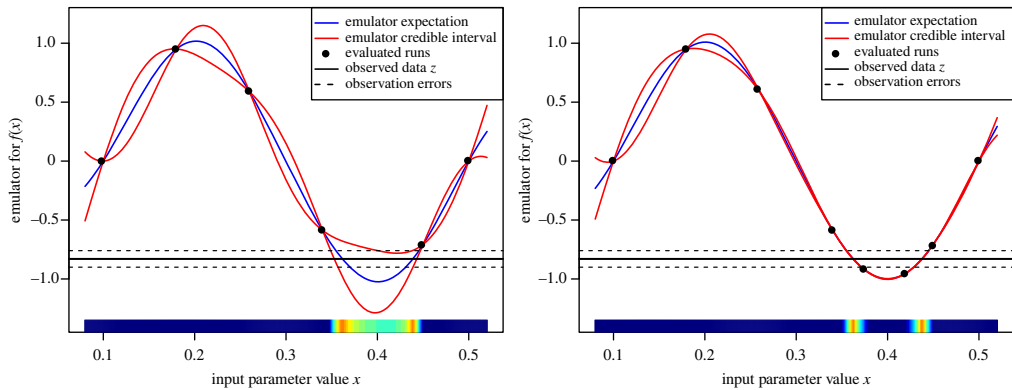 emulator expectation
emulator credible interval
evaluated runs
observed data z
observation errors
1.0
0.5
0
−0.5
−1.0
emulator for f(x)
0.1
0.2
0.3
0.4
0.5
input parameter value x
emulator expectation
emulator credible interval
evaluated runs
observed data z
observation errors
1.0
0.5
0
−0.5
−1.0
emulator for f(x)
0.1
0.2
0.3
0.4
0.5
input parameter value x